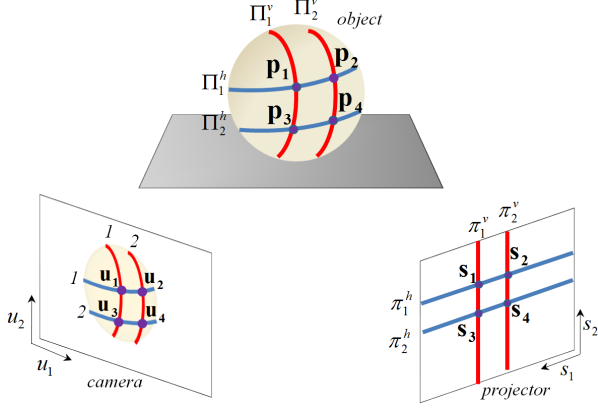 Π₁ᵛ Π₂ᵛ object
p₁ p₂
Π₁ʰ
p₃ p₄
Π₂ʰ
1 2
1 u₁ u₂
2 u₃ u₄
u₂
u₁
camera
π₁ᵛ π₂ᵛ
s₁ s₂
π₁ʰ
s₃ s₄
π₂ʰ
s₂
s₁
projector